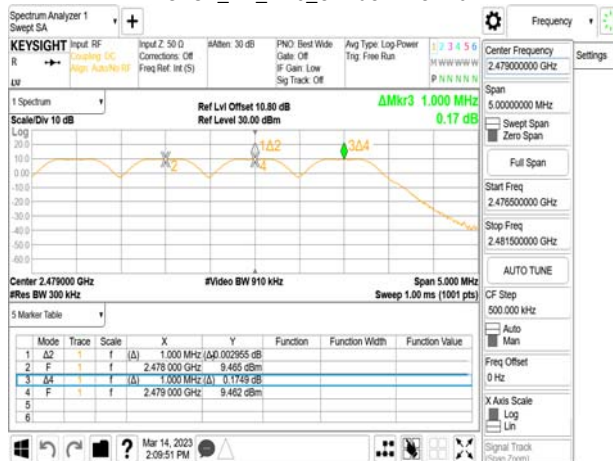 Spectrum Analyzer 1
Swept SA
+
Frequency
KEYSIGHT
Input: RF
Coupling: DC
Align: Auto/No RF
Input Z: 50 Ω
Corrections: Off
Freq Ref: Int (S)
#Atten: 30 dB
PNO: Best Wide
Gate: Off
IF Gain: Low
Sig Track: Off
Avg Type: Log-Power
Trig: Free Run
1 2 3 4 5 6
M W W W W W
P N N N N N
R
LXI
1 Spectrum
Scale/Div 10 dB
Ref Lvl Offset 10.80 dB
Ref Level 30.00 dBm
ΔMkr3 1.000 MHz
0.17 dB
Log
20.0
10.0
0.00
-10.0
-20.0
-30.0
-40.0
-50.0
-60.0
2
1Δ2
4
3Δ4
Center 2.479000 GHz
#Video BW 910 kHz
Span 5.000 MHz
#Res BW 300 kHz
Sweep 1.00 ms (1001 pts)
5 Marker Table
Mode Trace Scale X Y Function Function Width Function Value
1 Δ2 1 f (Δ) 1.000 MHz (Δ) -0.002955 dB
2 F 1 f 2.478 000 GHz 9.465 dBm
3 Δ4 1 f (Δ) 1.000 MHz (Δ) 0.1749 dB
4 F 1 f 2.479 000 GHz 9.462 dBm
5
6
?
Mar 14, 2023
2:09:51 PM
Center Frequency
2.479000000 GHz
Settings
Span
5.00000000 MHz
Swept Span
Zero Span
Full Span
Start Freq
2.476500000 GHz
Stop Freq
2.481500000 GHz
AUTO TUNE
CF Step
500.000 kHz
Auto
Man
Freq Offset
0 Hz
X Axis Scale
Log
Lin
Signal Track
(Span Zoom)